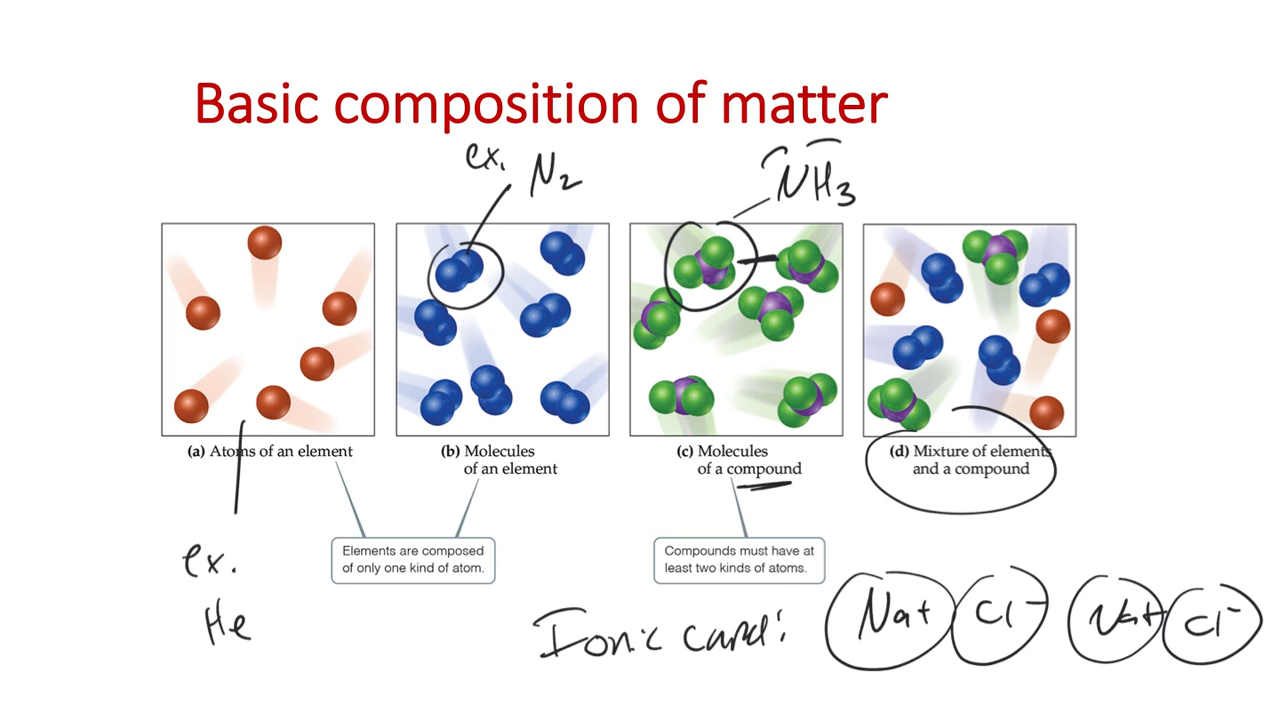 Basic composition of matter
ex. N2
NH3
(a) Atoms of an element
(b) Molecules
of an element
(c) Molecules
of a compound
(d) Mixture of elements
and a compound
Elements are composed
of only one kind of atom.
Compounds must have at
least two kinds of atoms.
ex.
He
Ionic
Na+ Cl- Na+ Cl-